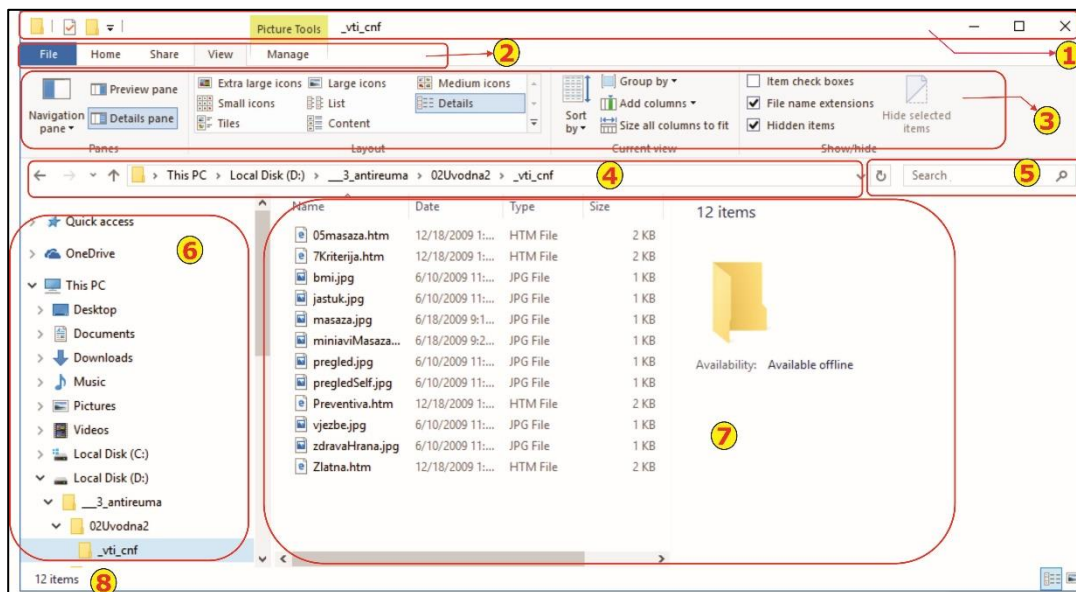 Picture Tools _vti_cnf
1
File Home Share View Manage
2
Navigation pane
Preview pane
Details pane
Panes
Extra large icons Large icons Medium icons
Small icons List Details
Tiles Content
Layout
Sort by
Group by
Add columns
Size all columns to fit
Current view
Item check boxes
File name extensions
Hidden items
Hide selected items
Show/hide
3
This PC > Local Disk (D:) > ___3_antireuma > 02Uvodna2 > _vti_cnf
4
Search
5
Quick access
6
OneDrive
This PC
Desktop
Documents
Downloads
Music
Pictures
Videos
Local Disk (C:)
Local Disk (D:)
___3_antireuma
02Uvodna2
_vti_cnf
Name Date Type Size
05masaza.htm 12/18/2009 1:... HTM File 2 KB
7Kriterija.htm 12/18/2009 1:... HTM File 2 KB
bmi.jpg 6/10/2009 11:... JPG File 1 KB
jastuk.jpg 6/10/2009 11:... JPG File 1 KB
masaza.jpg 6/18/2009 9:1... JPG File 1 KB
miniaviMasaza... 6/18/2009 9:2... JPG File 1 KB
pregled.jpg 6/10/2009 11:... JPG File 1 KB
pregledSelf.jpg 6/10/2009 11:... JPG File 1 KB
Preventiva.htm 12/18/2009 1:... HTM File 2 KB
vjezbe.jpg 6/10/2009 11:... JPG File 1 KB
zdravaHrana.jpg 6/10/2009 11:... JPG File 1 KB
Zlatna.htm 12/18/2009 1:... HTM File 2 KB
12 items
Availability: Available offline
7
12 items
8